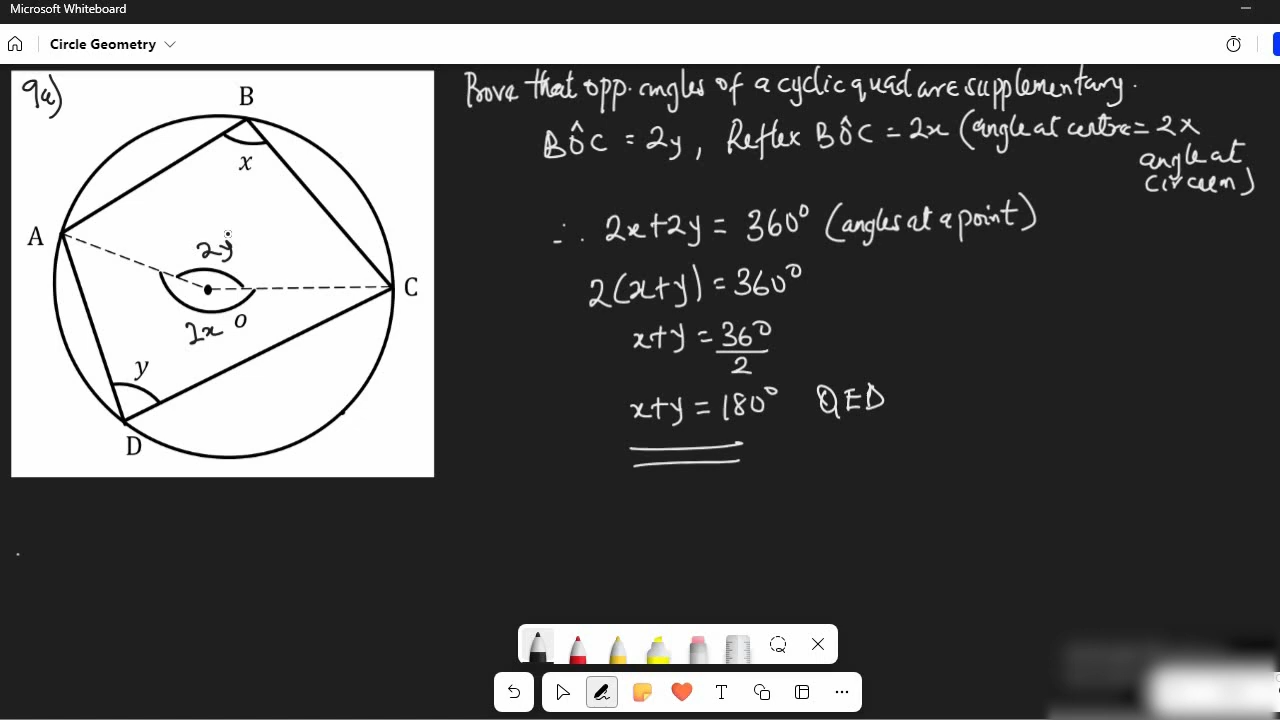 Microsoft Whiteboard
Circle Geometry
9a)
B
x
A
2y
C
2x
O
y
D
Prove that opp. angles of a cyclic quad are supplementary.
BÔC = 2y, Reflex BÔC = 2x (angle at centre = 2x
angle at
circum)
∴ 2x+2y = 360° (angles at a point)
2(x+y) = 360°
x+y = 360/2
x+y = 180° QED
T